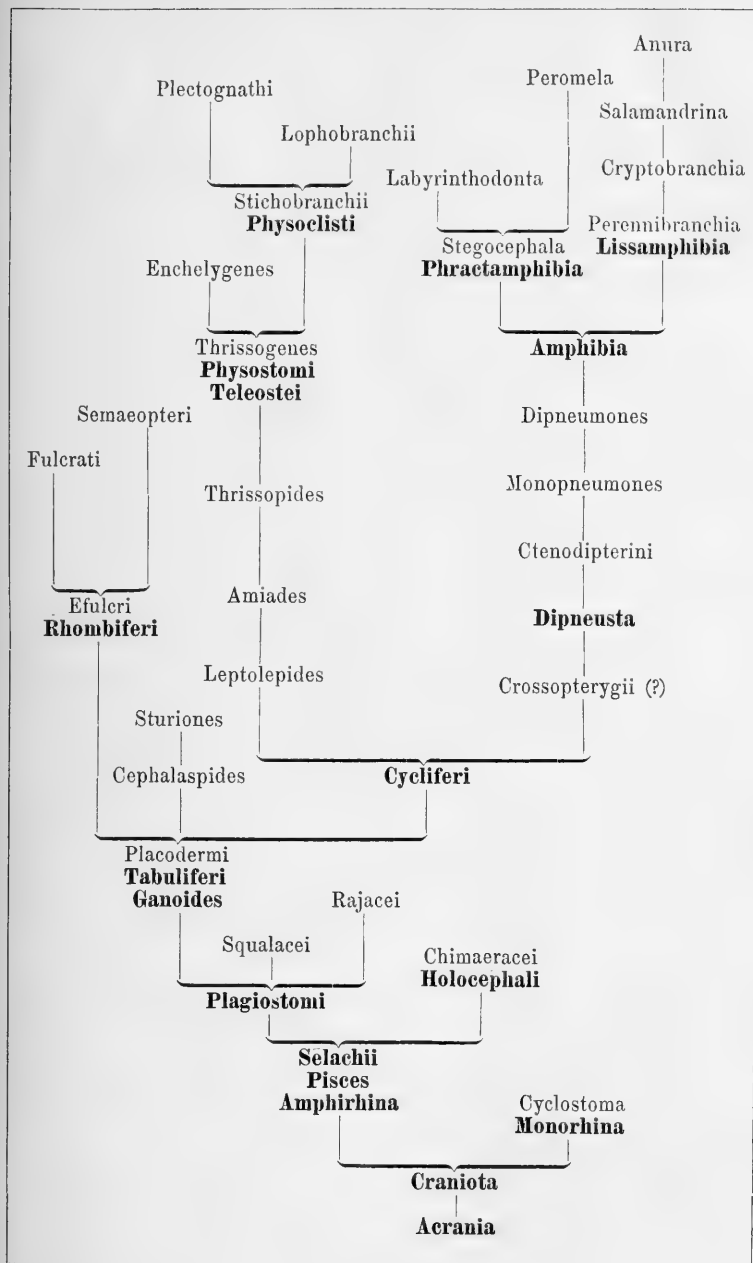 Anura
Plectognathi
Peromela
Salamandrina
Lophobranchii
Labyrinthodonta
Cryptobranchia
Stichobranchii
Physoclisti
Perennibranchia
Lissamphibia
Stegocephala
Phractamphibia
Enchelygenes
Thrissogenes
Physostomi
Teleostei
Amphibia
Semaeopteri
Dipneumones
Fulcrati
Thrissopides
Monopneumones
Ctenodipterini
Amiades
Efulcri
Rhombiferi
Dipneusta
Leptolepides
Crossopterygii (?)
Sturiones
Cephalaspides
Cycliferi
Placodermi
Tabuliferi
Ganoides
Rajacei
Squalacei
Chimaeracei
Holocephali
Plagiostomi
Selachii
Pisces
Amphirhina
Cyclostoma
Monorhina
Craniota
Acrania